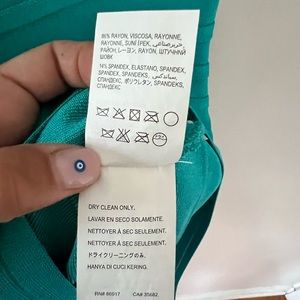 86% RAYON, VISCOSA, RAYONNE,
RAYONNE, SUNİ İPEK,
РАЙОН, レーヨン, RAYON, ШТУЧНИЙ
ШОВК
14% SPANDEX, ELASTANO, SPANDEX,
SPANDEX, SPANDEKS,
СПАНДЕКС, ポリウレタン, SPANDEKS,
СПАНДЕКС
DRY CLEAN ONLY.
LAVAR EN SECO SOLAMENTE.
NETTOYER À SEC SEULEMENT.
NETTOYER À SEC SEULEMENT.
ドライクリーニングのみ.
HANYA DI CUCI KERING.
RN# 86917 CA# 35682